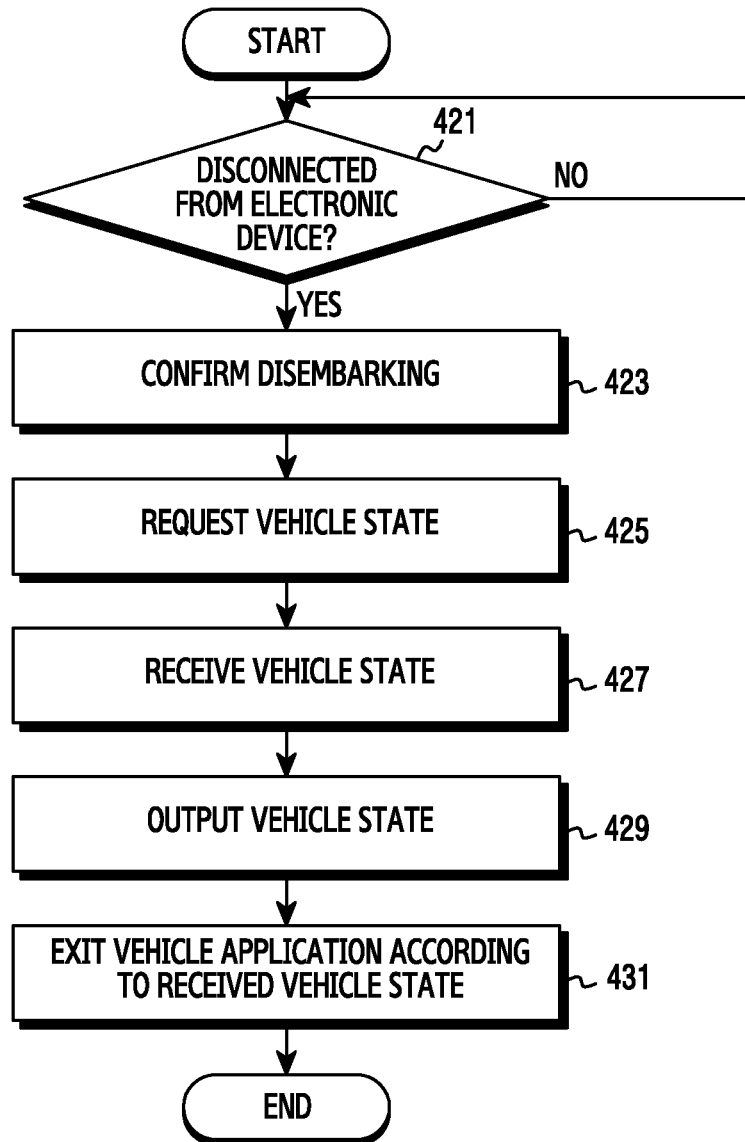 START
421
DISCONNECTED
FROM ELECTRONIC
DEVICE?
NO
YES
CONFIRM DISEMBARKING
423
REQUEST VEHICLE STATE
425
RECEIVE VEHICLE STATE
427
OUTPUT VEHICLE STATE
429
EXIT VEHICLE APPLICATION ACCORDING
TO RECEIVED VEHICLE STATE
431
END